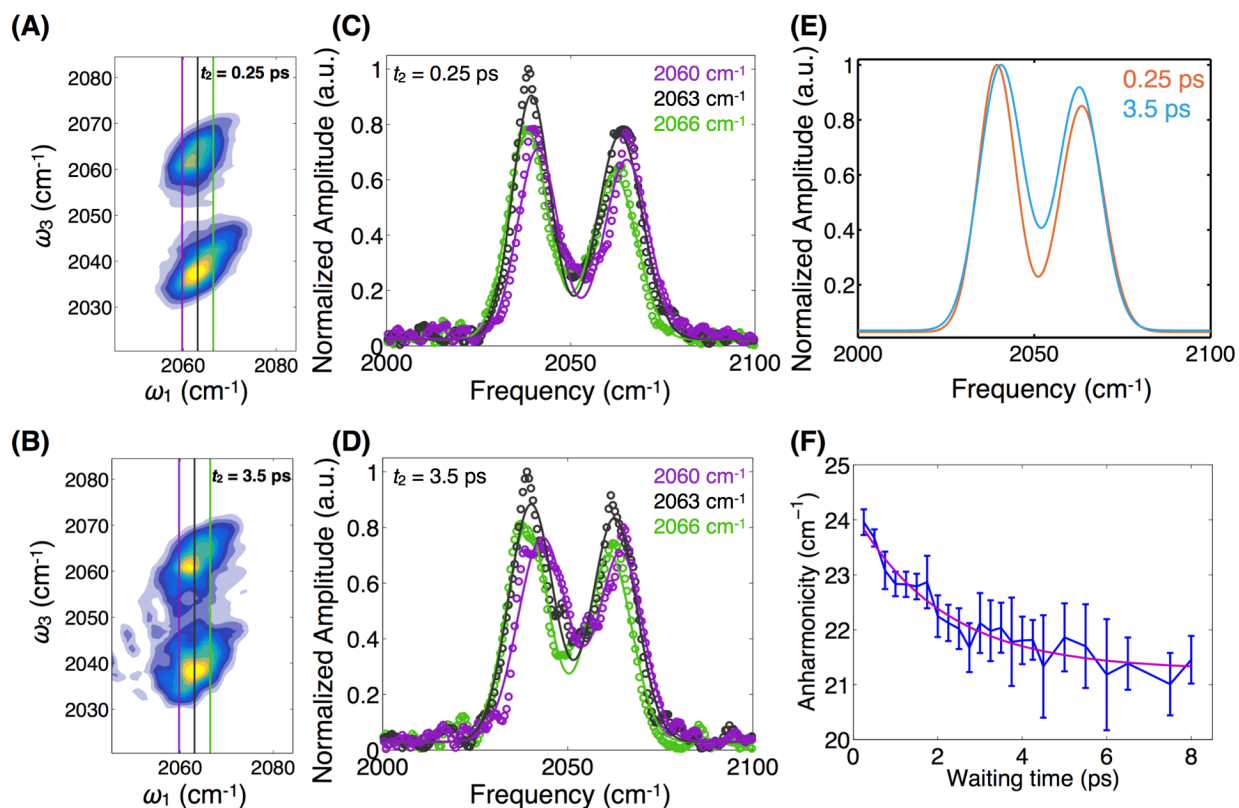 (A)
t₂ = 0.25 ps
2080
2070
2060
2050
2040
2030
ω₃ (cm⁻¹)
2060
2080
ω₁ (cm⁻¹)
(B)
t₂ = 3.5 ps
2080
2070
2060
2050
2040
2030
ω₃ (cm⁻¹)
2060
2080
ω₁ (cm⁻¹)
(C)
t₂ = 0.25 ps
2060 cm⁻¹
2063 cm⁻¹
2066 cm⁻¹
Normalized Amplitude (a.u.)
1
0.8
0.6
0.4
0.2
0
2000
2050
2100
Frequency (cm⁻¹)
(D)
t₂ = 3.5 ps
2060 cm⁻¹
2063 cm⁻¹
2066 cm⁻¹
Normalized Amplitude (a.u.)
1
0.8
0.6
0.4
0.2
0
2000
2050
2100
Frequency (cm⁻¹)
(E)
0.25 ps
3.5 ps
Normalized Amplitude (a.u.)
1
0.8
0.6
0.4
0.2
2000
2050
2100
Frequency (cm⁻¹)
(F)
Anharmonicity (cm⁻¹)
25
24
23
22
21
20
0
2
4
6
8
Waiting time (ps)